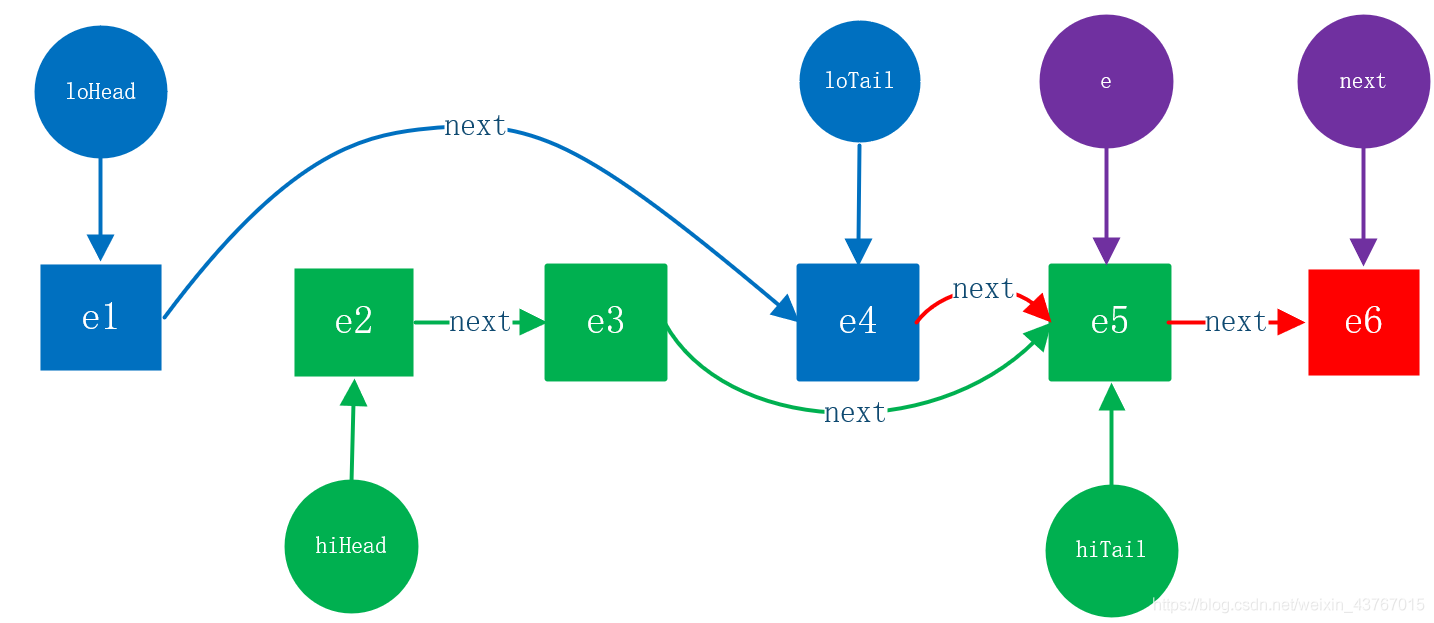 loHead
loTail
e
next
next
e1
e2
next
e3
e4
next
e5
next
e6
next
hiHead
hiTail
https://blog.csdn.net/weixin_43767015